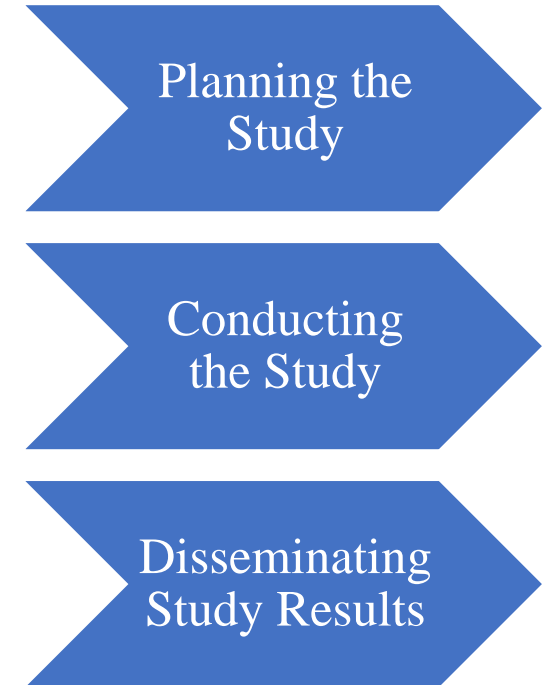 Planning the
Study
Conducting
the Study
Disseminating
Study Results